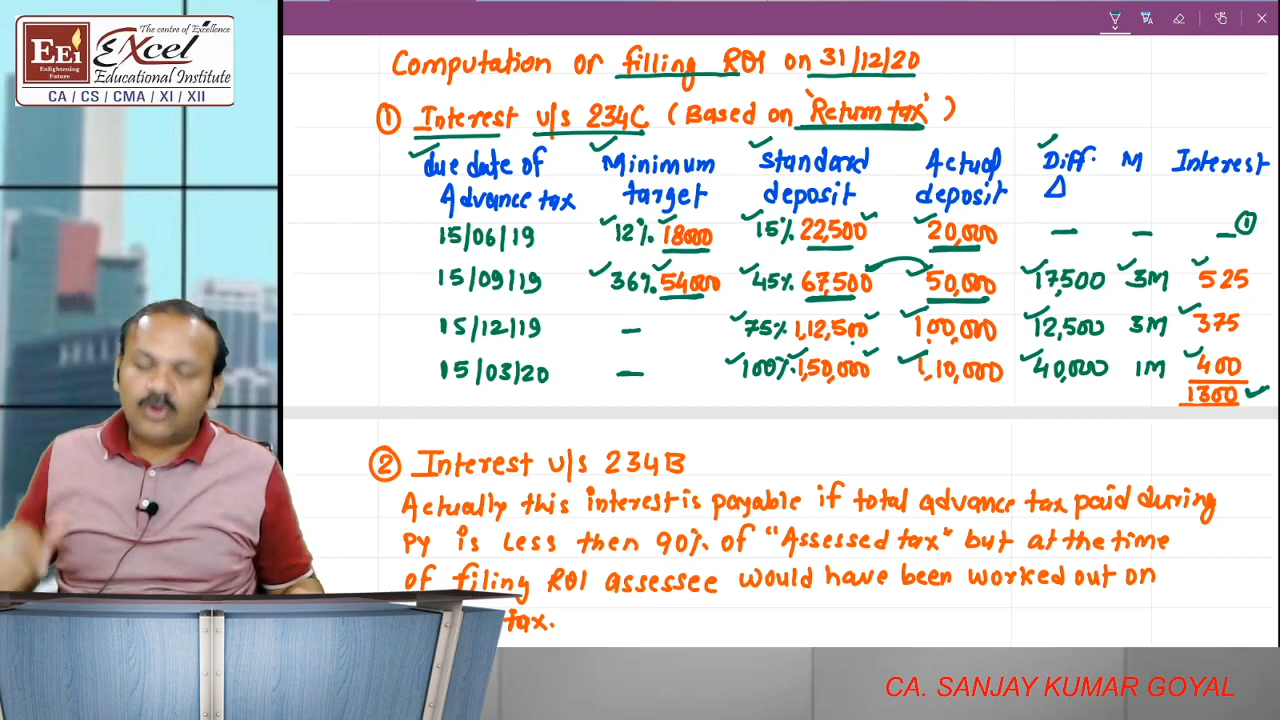 The centre of Excellence
EEi
Enlightening
Future
EXcel
Educational Institute
CA / CS / CMA / XI / XII
Computation or filling ROI on 31/12/20
① Interest u/s 234C (Based on 'Return tax')
due date of Advance tax Minimum target standard deposit Actual deposit Diff. Δ M Interest
15/06/19 12% 18000 15% 22,500 20,000 — — — ①
15/09/19 36% 54000 45% 67,500 50,000 17,500 3M 525
15/12/19 — 75% 1,12,500 1,00,000 12,500 3M 375
15/03/20 — 100% 1,50,000 1,10,000 40,000 1M 400
1300
② Interest u/s 234B
Actually this interest is payable if total advance tax paid during
PY is Less then 90% of "Assessed tax" but at the time
of filing ROI assessee would have been worked out on
tax.
CA. SANJAY KUMAR GOYAL